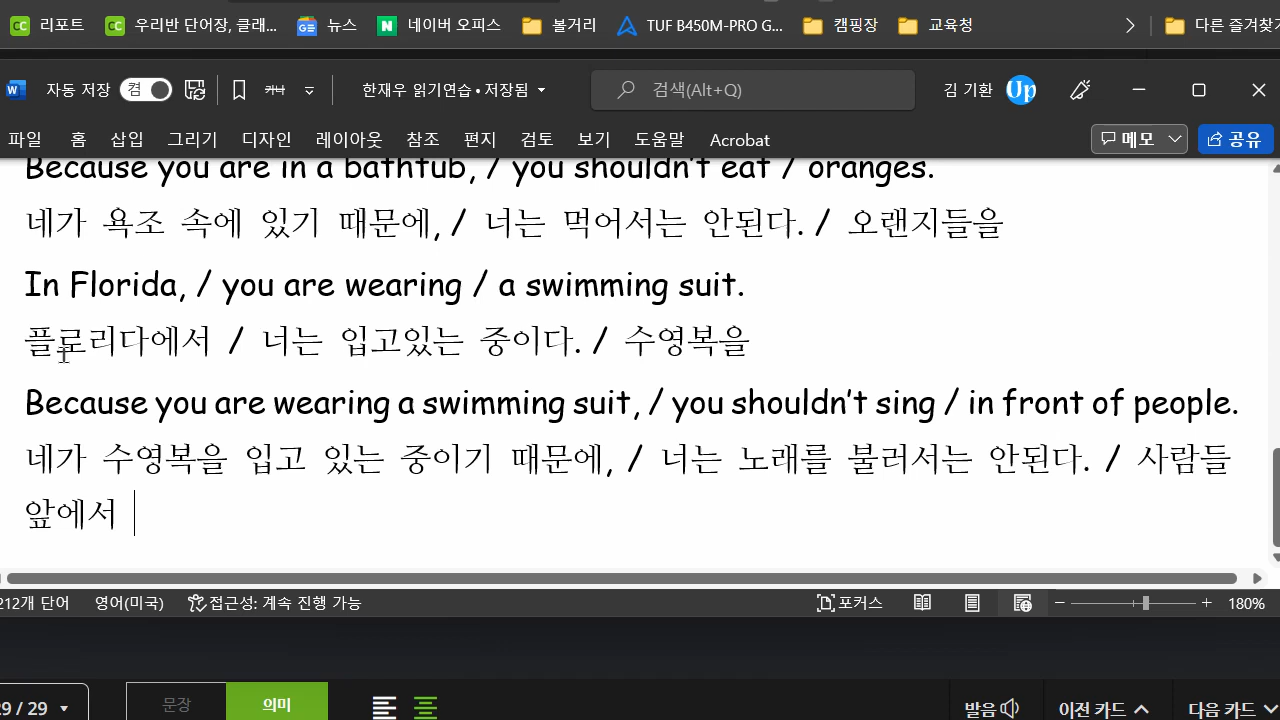 리포트 우리반 단어장, 클래... 뉴스 네이버 오피스 볼거리 TUF B450M-PRO G... 캠핑장 교육청 다른 즐겨찾기
자동 저장 켬 가나 한재우 읽기연습 • 저장됨 검색(Alt+Q) 김 기환 Up
파일 홈 삽입 그리기 디자인 레이아웃 참조 편지 검토 보기 도움말 Acrobat 메모 공유
Because you are in a bathtub, / you shouldn't eat / oranges.
네가 욕조 속에 있기 때문에, / 너는 먹어서는 안된다. / 오랜지들을
In Florida, / you are wearing / a swimming suit.
플로리다에서 / 너는 입고있는 중이다. / 수영복을
Because you are wearing a swimming suit, / you shouldn't sing / in front of people.
네가 수영복을 입고 있는 중이기 때문에, / 너는 노래를 불러서는 안된다. / 사람들
앞에서
212개 단어 영어(미국) 접근성: 계속 진행 가능 포커스 180%
29 / 29 문장 의미 발음 이전 카드 다음 카드